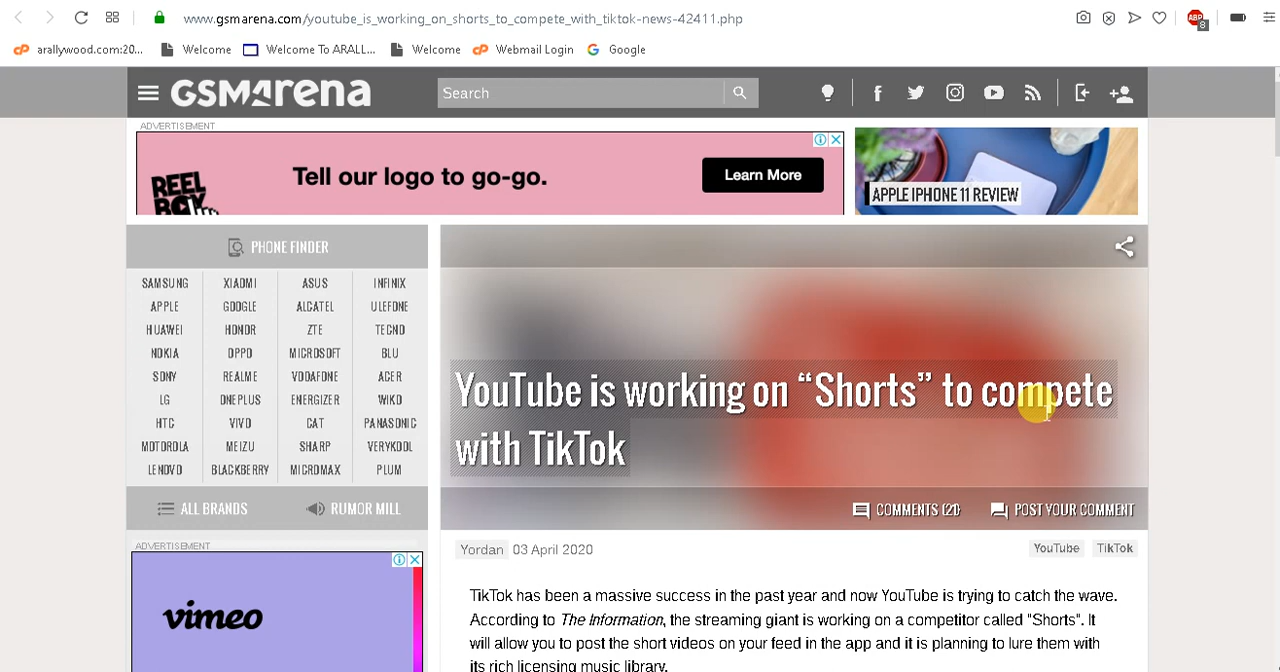 www.gsmarena.com/youtube_is_working_on_shorts_to_compete_with_tiktok-news-42411.php
ABP 8
cP arallywood.com:20... Welcome Welcome To ARALL... Welcome cP Webmail Login G Google
GSMArena
Search
ADVERTISEMENT
REEL BOX
Tell our logo to go-go.
Learn More
APPLE IPHONE 11 REVIEW
PHONE FINDER
SAMSUNG XIAOMI ASUS INFINIX
APPLE GOOGLE ALCATEL ULEFONE
HUAWEI HONOR ZTE TECNO
NOKIA OPPO MICROSOFT BLU
SONY REALME VODAFONE ACER
LG ONEPLUS ENERGIZER WIKO
HTC VIVO CAT PANASONIC
MOTOROLA MEIZU SHARP VERYKOOL
LENOVO BLACKBERRY MICROMAX PLUM
ALL BRANDS RUMOR MILL
ADVERTISEMENT
vimeo
YouTube is working on “Shorts” to compete
with TikTok
COMMENTS (21) POST YOUR COMMENT
Yordan 03 April 2020 YouTube TikTok
TikTok has been a massive success in the past year and now YouTube is trying to catch the wave.
According to The Information, the streaming giant is working on a competitor called "Shorts". It
will allow you to post the short videos on your feed in the app and it is planning to lure them with
its rich licensing music library.